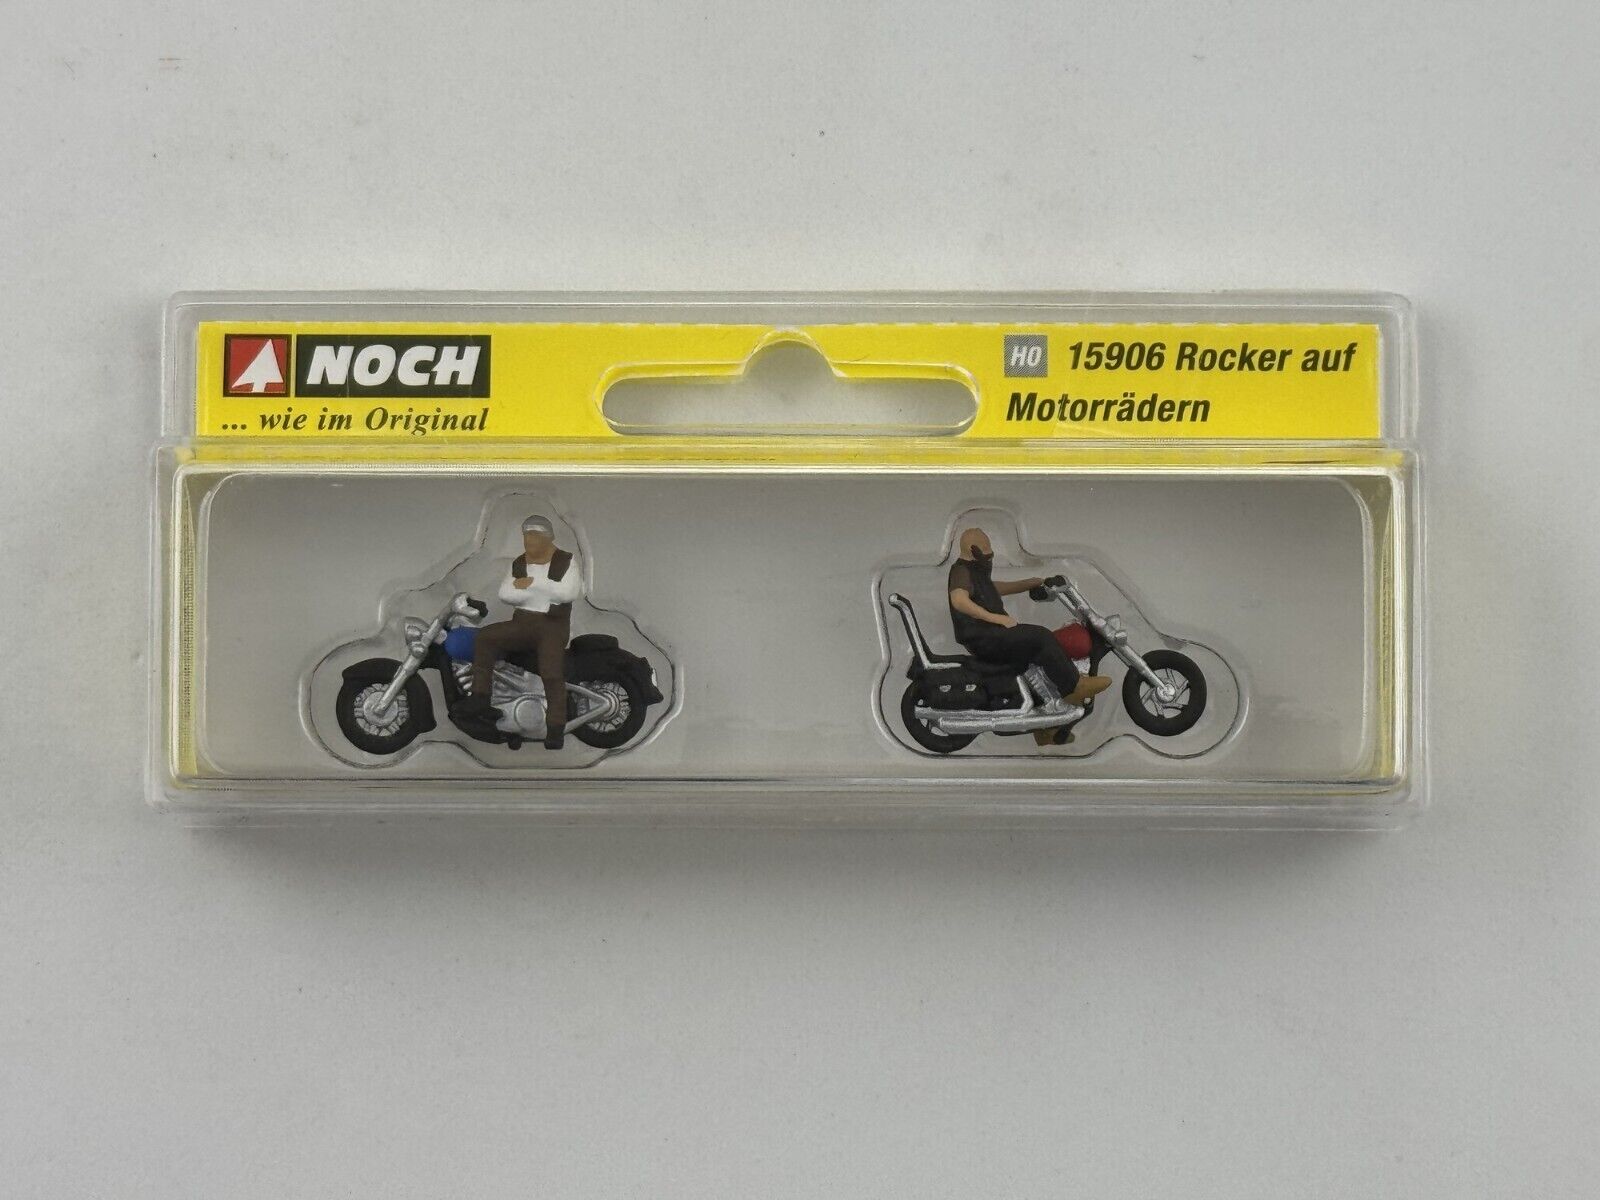 NOCH
... wie im Original
H0 15906 Rocker auf
Motorrädern